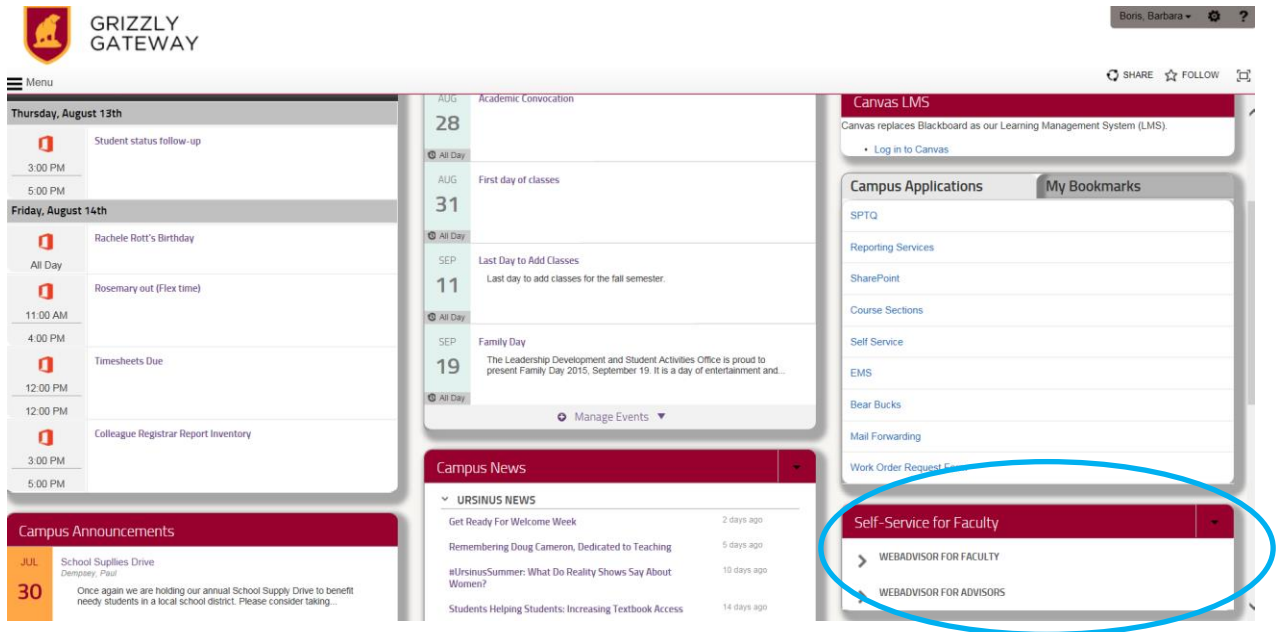 GRIZZLY
GATEWAY
Boris, Barbara
?
Menu
SHARE
FOLLOW
Thursday, August 13th
Student status follow-up
3:00 PM
5:00 PM
Friday, August 14th
Rachele Rott's Birthday
All Day
Rosemary out (Flex time)
11:00 AM
4:00 PM
Timesheets Due
12:00 PM
12:00 PM
Colleague Registrar Report Inventory
3:00 PM
5:00 PM
Campus Announcements
JUL
30
School Supllies Drive
Dempsey, Paul
Once again we are holding our annual School Supply Drive to benefit
needy students in a local school district. Please consider taking...
AUG
28
All Day
Academic Convocation
AUG
31
All Day
First day of classes
SEP
11
All Day
Last Day to Add Classes
Last day to add classes for the fall semester.
SEP
19
All Day
Family Day
The Leadership Development and Student Activities Office is proud to
present Family Day 2015, September 19. It is a day of entertainment and...
Manage Events
Campus News
URSINUS NEWS
Get Ready For Welcome Week 2 days ago
Remembering Doug Cameron, Dedicated to Teaching 5 days ago
#UrsinusSummer: What Do Reality Shows Say About 10 days ago
Women?
Students Helping Students: Increasing Textbook Access 14 days ago
Canvas LMS
Canvas replaces Blackboard as our Learning Management System (LMS).
• Log in to Canvas
Campus Applications
My Bookmarks
SPTQ
Reporting Services
SharePoint
Course Sections
Self Service
EMS
Bear Bucks
Mail Forwarding
Work Order Request
Self-Service for Faculty
WEBADVISOR FOR FACULTY
WEBADVISOR FOR ADVISORS